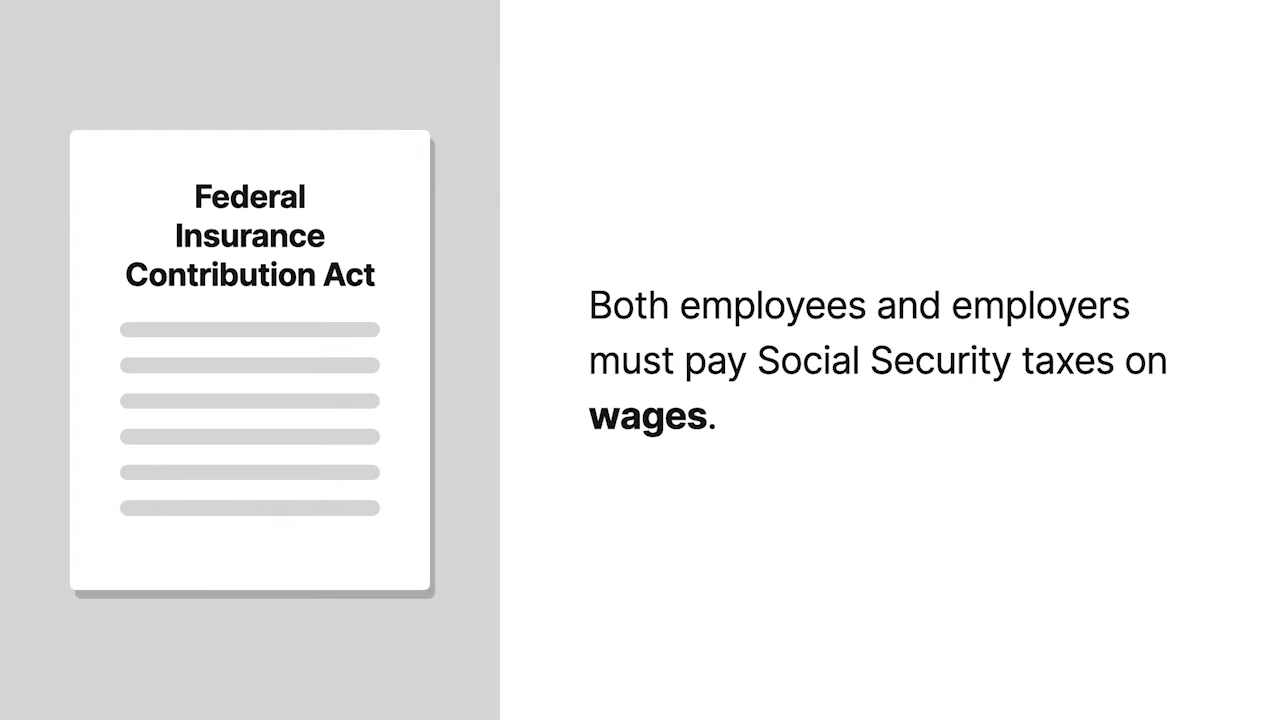 Federal
Insurance
Contribution Act
Both employees and employers
must pay Social Security taxes on
wages.